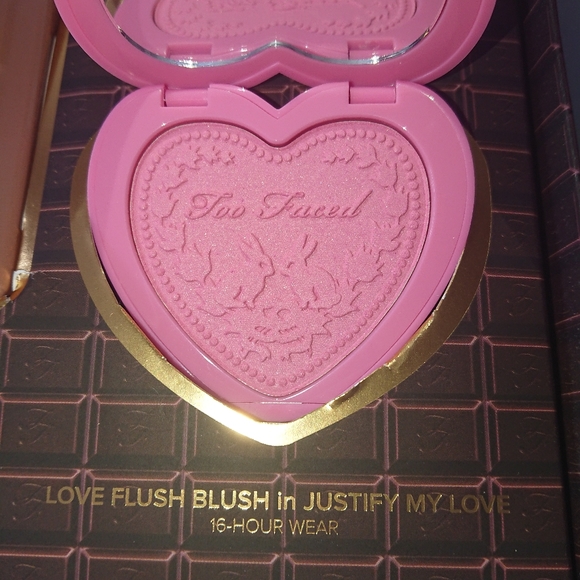 Too Faced
LOVE FLUSH BLUSH in JUSTIFY MY LOVE
16-HOUR WEAR